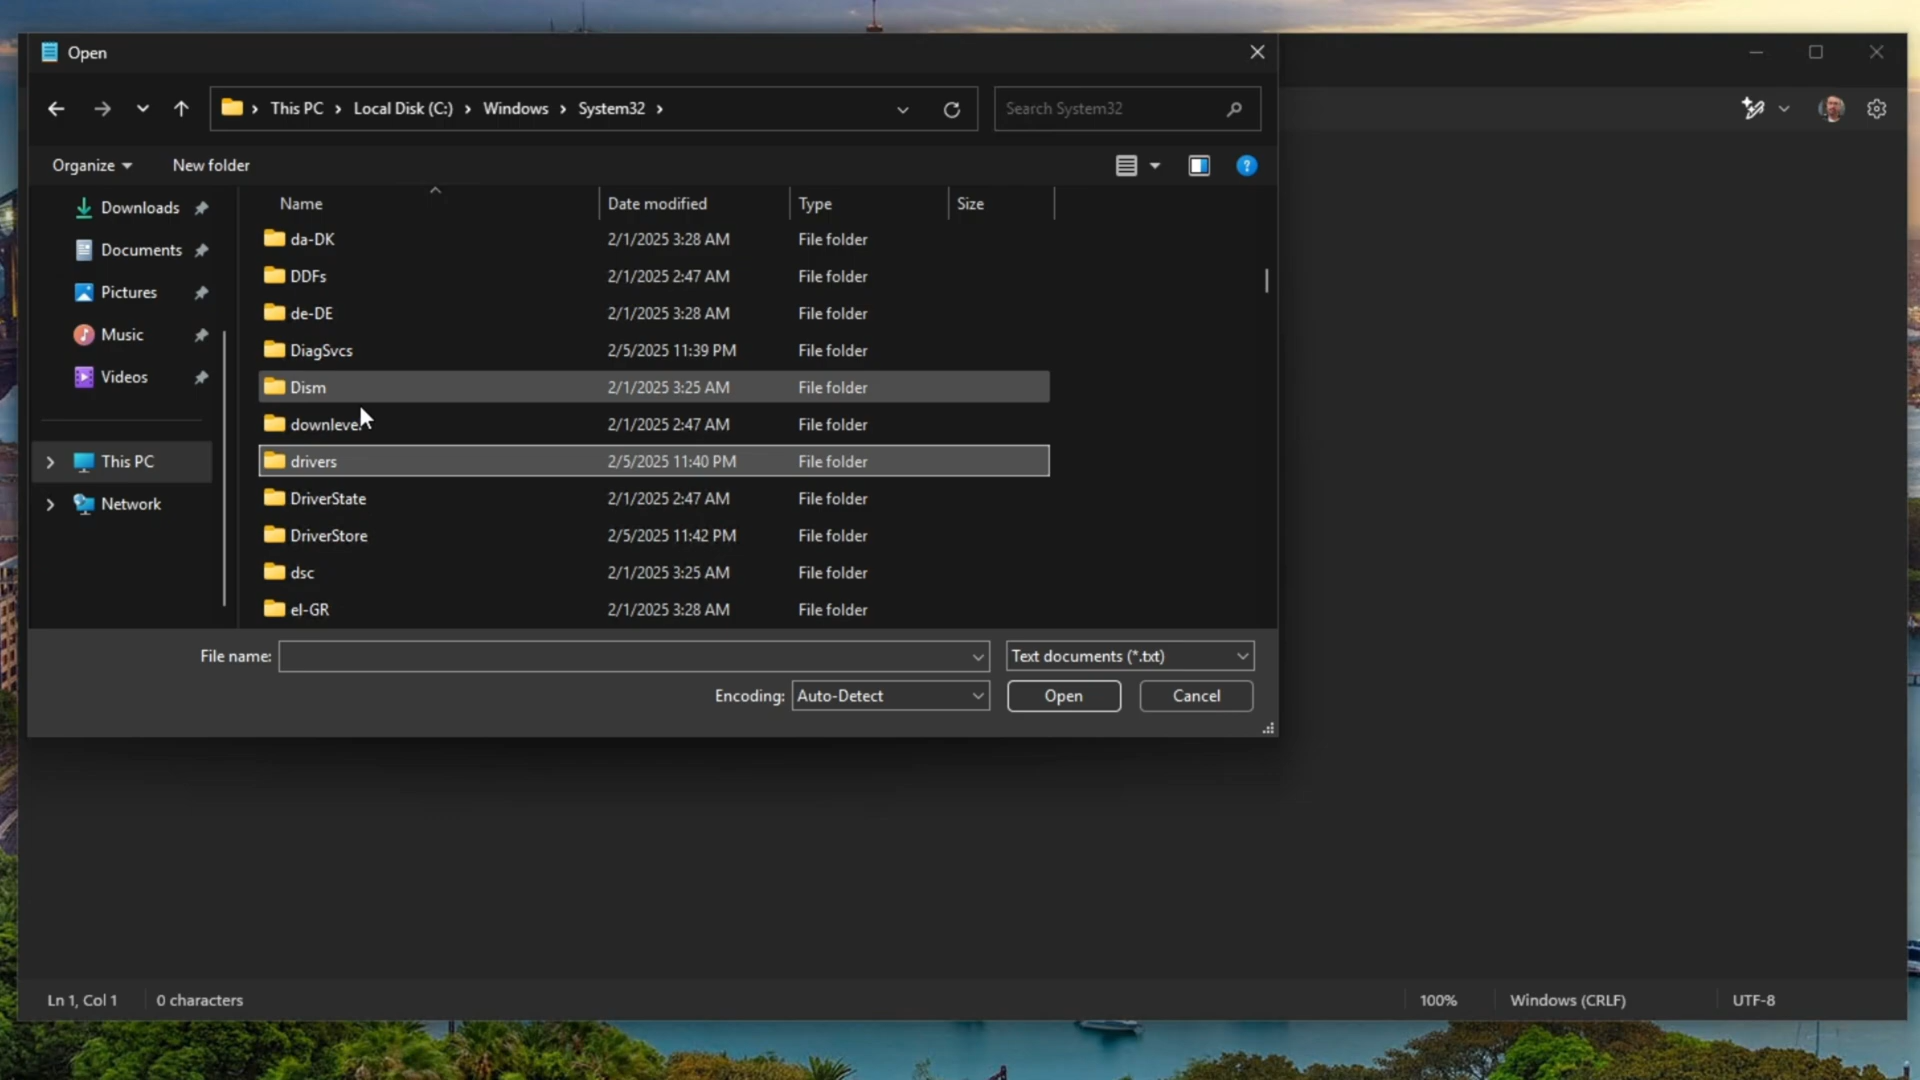 Open
This PC
Local Disk (C:)
Windows
System32
Search System32
Organize
New folder
Downloads
Documents
Pictures
Music
Videos
This PC
Network
Name Date modified Type Size
da-DK 2/1/2025 3:28 AM File folder
DDFs 2/1/2025 2:47 AM File folder
de-DE 2/1/2025 3:28 AM File folder
DiagSvcs 2/5/2025 11:39 PM File folder
Dism 2/1/2025 3:25 AM File folder
downlevel 2/1/2025 2:47 AM File folder
drivers 2/5/2025 11:40 PM File folder
DriverState 2/1/2025 2:47 AM File folder
DriverStore 2/5/2025 11:42 PM File folder
dsc 2/1/2025 3:25 AM File folder
el-GR 2/1/2025 3:28 AM File folder
File name:
Text documents (*.txt)
Encoding: Auto-Detect
Open
Cancel
Ln 1, Col 1
0 characters
100%
Windows (CRLF)
UTF-8